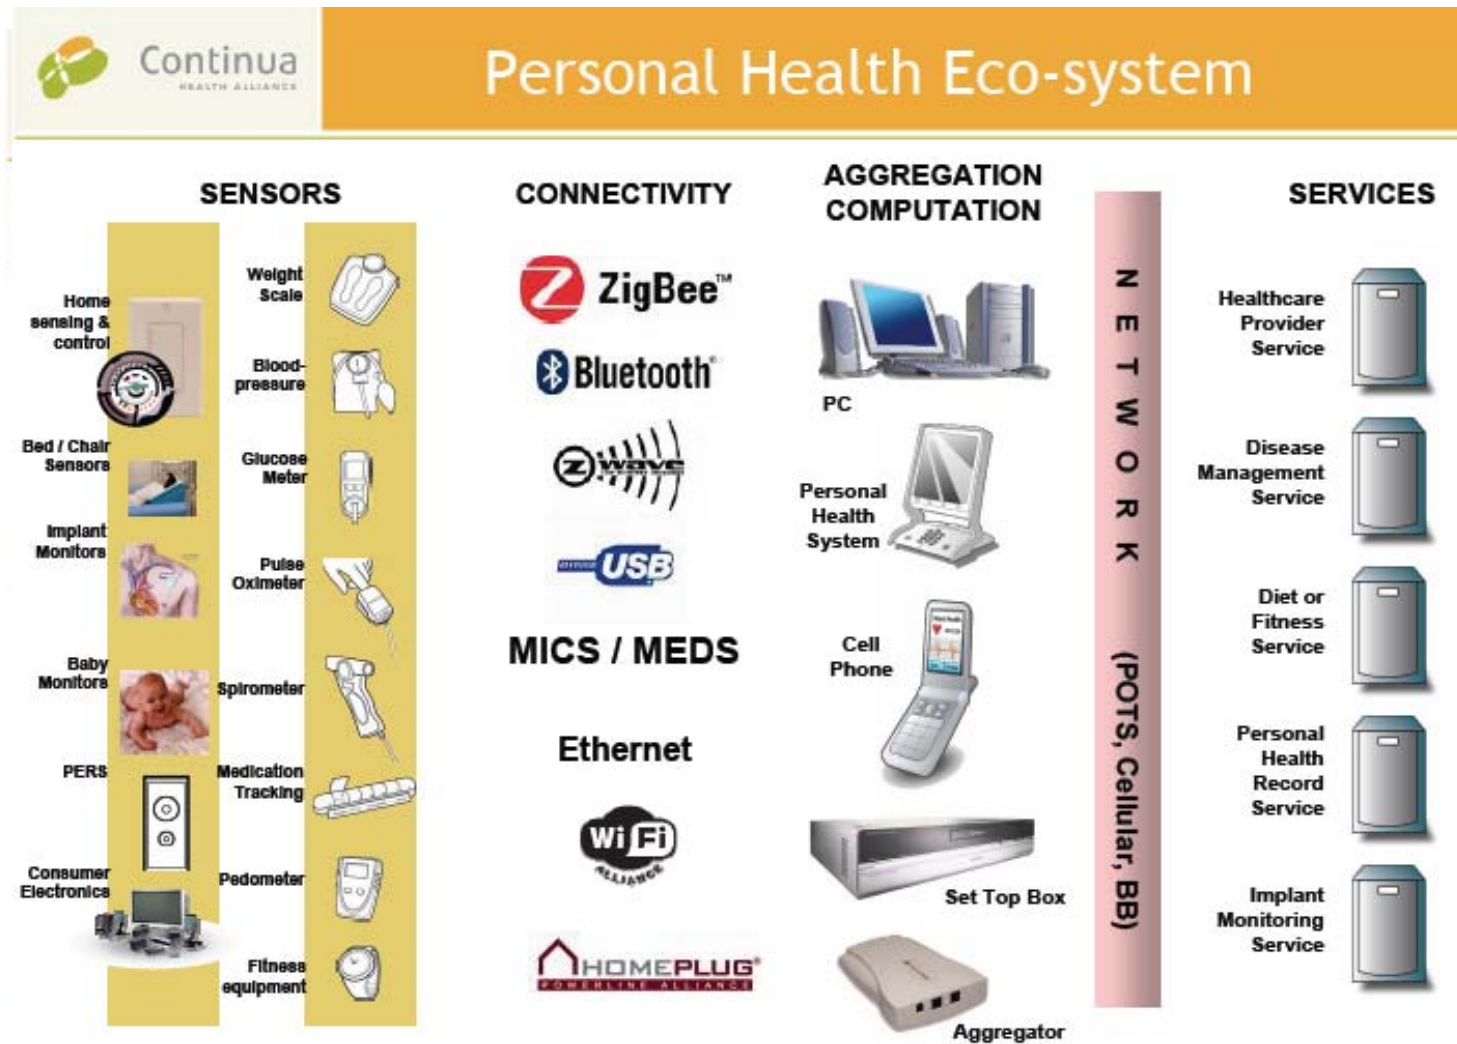 Continua
HEALTH ALLIANCE
Personal Health Eco-system
SENSORS
Home
sensing &
control
Bed / Chair
Sensors
Implant
Monitors
Baby
Monitors
PERS
Consumer
Electronics
Weight
Scale
Blood-
pressure
Glucose
Meter
Pulse
Oximeter
Spirometer
Medication
Tracking
Pedometer
Fitness
equipment
CONNECTIVITY
ZigBee™
Bluetooth®
Z wave
USB
MICS / MEDS
Ethernet
Wi Fi
ALLIANCE
HOMEPLUG®
POWERLINE ALLIANCE
AGGREGATION
COMPUTATION
PC
Personal
Health
System
Cell
Phone
Set Top Box
Aggregator
NETWORK (POTS, Cellular, BB)
SERVICES
Healthcare
Provider
Service
Disease
Management
Service
Diet or
Fitness
Service
Personal
Health
Record
Service
Implant
Monitoring
Service